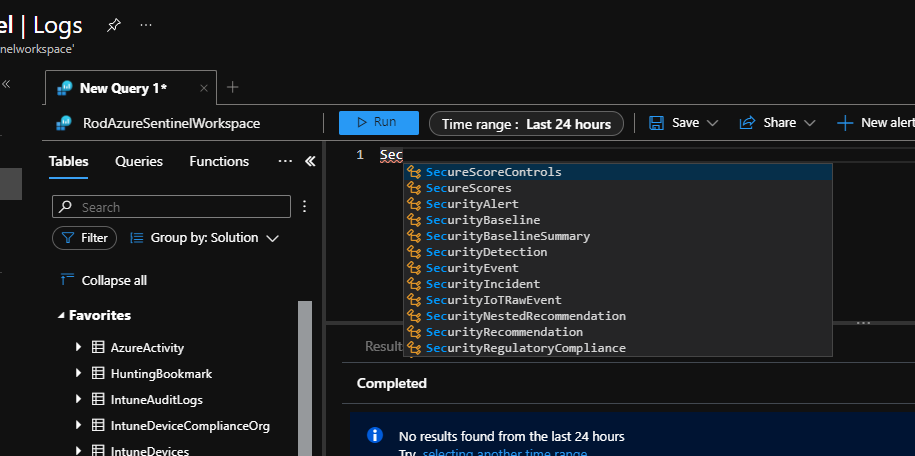 el | Logs ···
nelworkspace'
«
New Query 1* × +
RodAzureSentinelWorkspace
Run
Time range : Last 24 hours
Save
Share
+ New alert
Tables Queries Functions ··· «
Search
Filter
Group by: Solution
Collapse all
Favorites
AzureActivity
HuntingBookmark
IntuneAuditLogs
IntuneDeviceComplianceOrg
IntuneDevices
1 Sec
SecureScoreControls
SecureScores
SecurityAlert
SecurityBaseline
SecurityBaselineSummary
SecurityDetection
SecurityEvent
SecurityIncident
SecurityIoTRawEvent
SecurityNestedRecommendation
SecurityRecommendation
SecurityRegulatoryCompliance
Result
Completed
No results found from the last 24 hours
Try selecting another time range